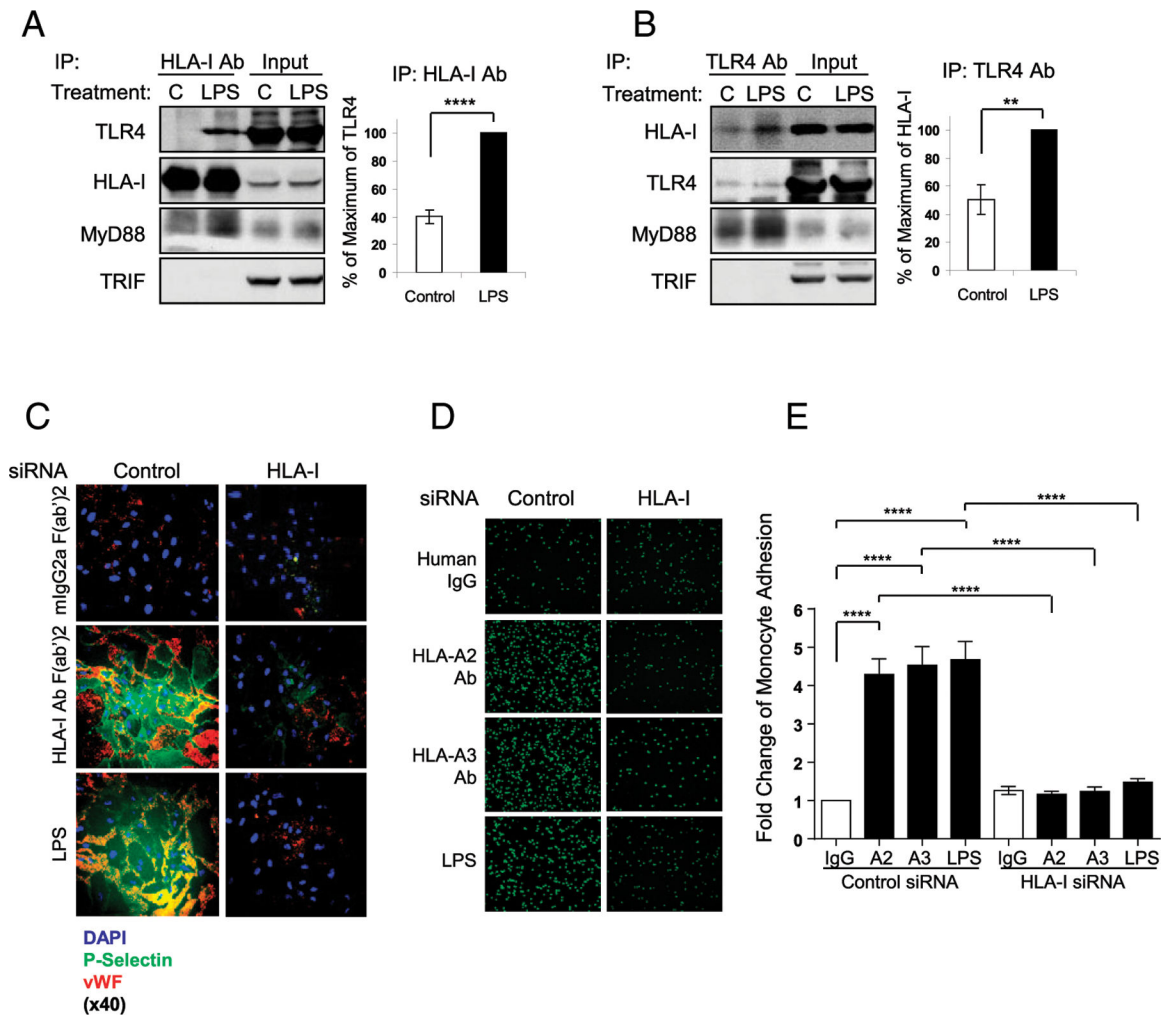 A
IP: HLA-I Ab Input
Treatment: C LPS C LPS
TLR4
HLA-I
MyD88
TRIF
IP: HLA-I Ab
****
% of Maximum of TLR4
100
80
60
40
20
0
Control LPS
B
IP: TLR4 Ab Input
Treatment: C LPS C LPS
HLA-I
TLR4
MyD88
TRIF
IP: TLR4 Ab
**
% of Maximum of HLA-I
100
80
60
40
20
0
Control LPS
C
siRNA Control HLA-I
mIgG2a F(ab')2
HLA-I Ab F(ab')2
LPS
DAPI
P-Selectin
vWF
(x40)
D
siRNA Control HLA-I
Human
IgG
HLA-A2
Ab
HLA-A3
Ab
LPS
E
****
****
****
****
****
****
Fold Change of Monocyte Adhesion
6
5
4
3
2
1
0
IgG A2 A3 LPS IgG A2 A3 LPS
Control siRNA HLA-I siRNA